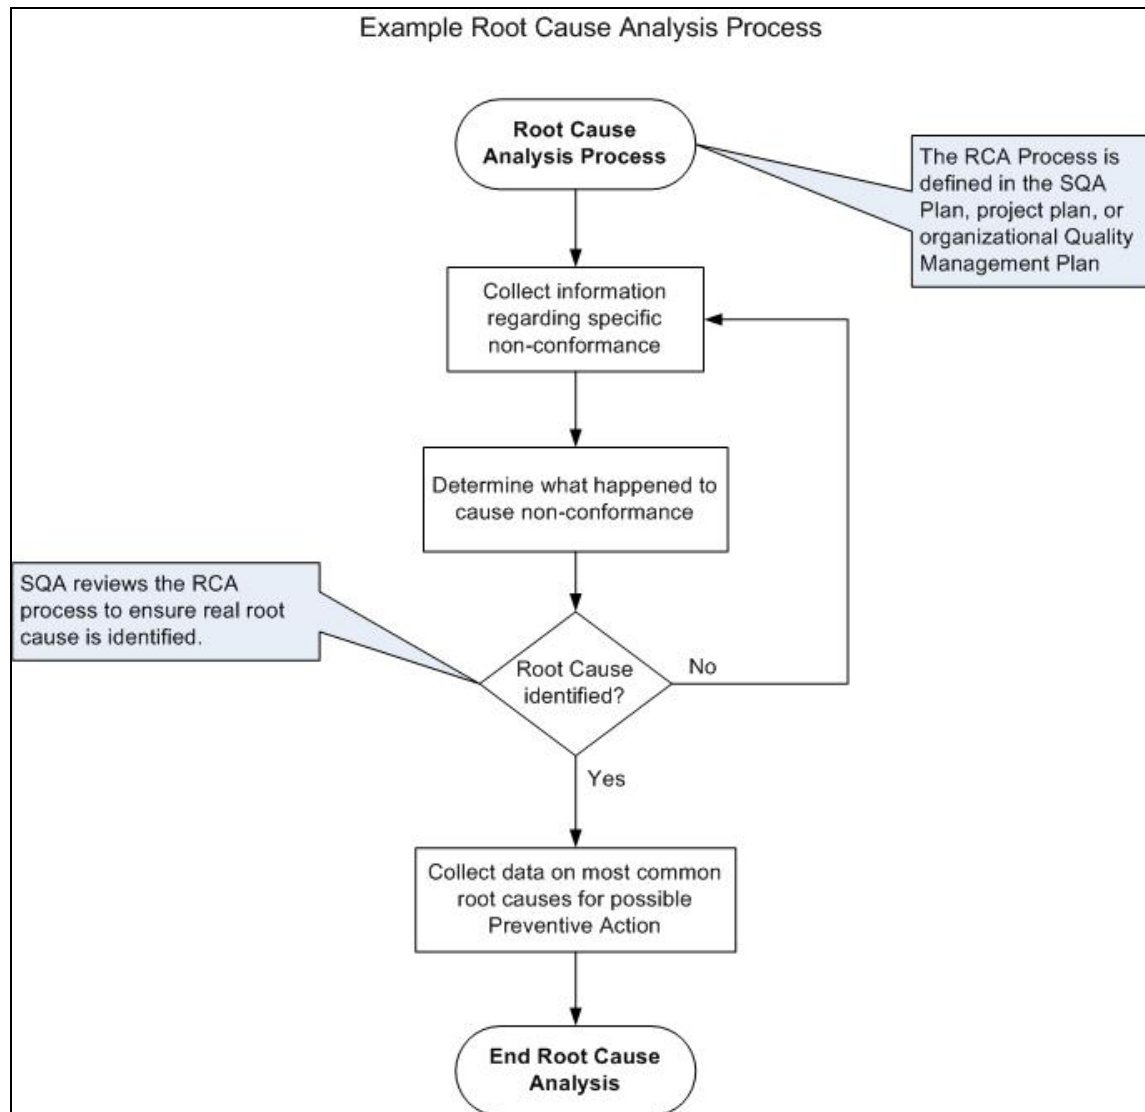 Example Root Cause Analysis Process
Root Cause
Analysis Process
The RCA Process is
defined in the SQA
Plan, project plan, or
organizational Quality
Management Plan
Collect information
regarding specific
non-conformance
Determine what happened to
cause non-conformance
SQA reviews the RCA
process to ensure real root
cause is identified.
Root Cause
identified?
No
Yes
Collect data on most common
root causes for possible
Preventive Action
End Root Cause
Analysis